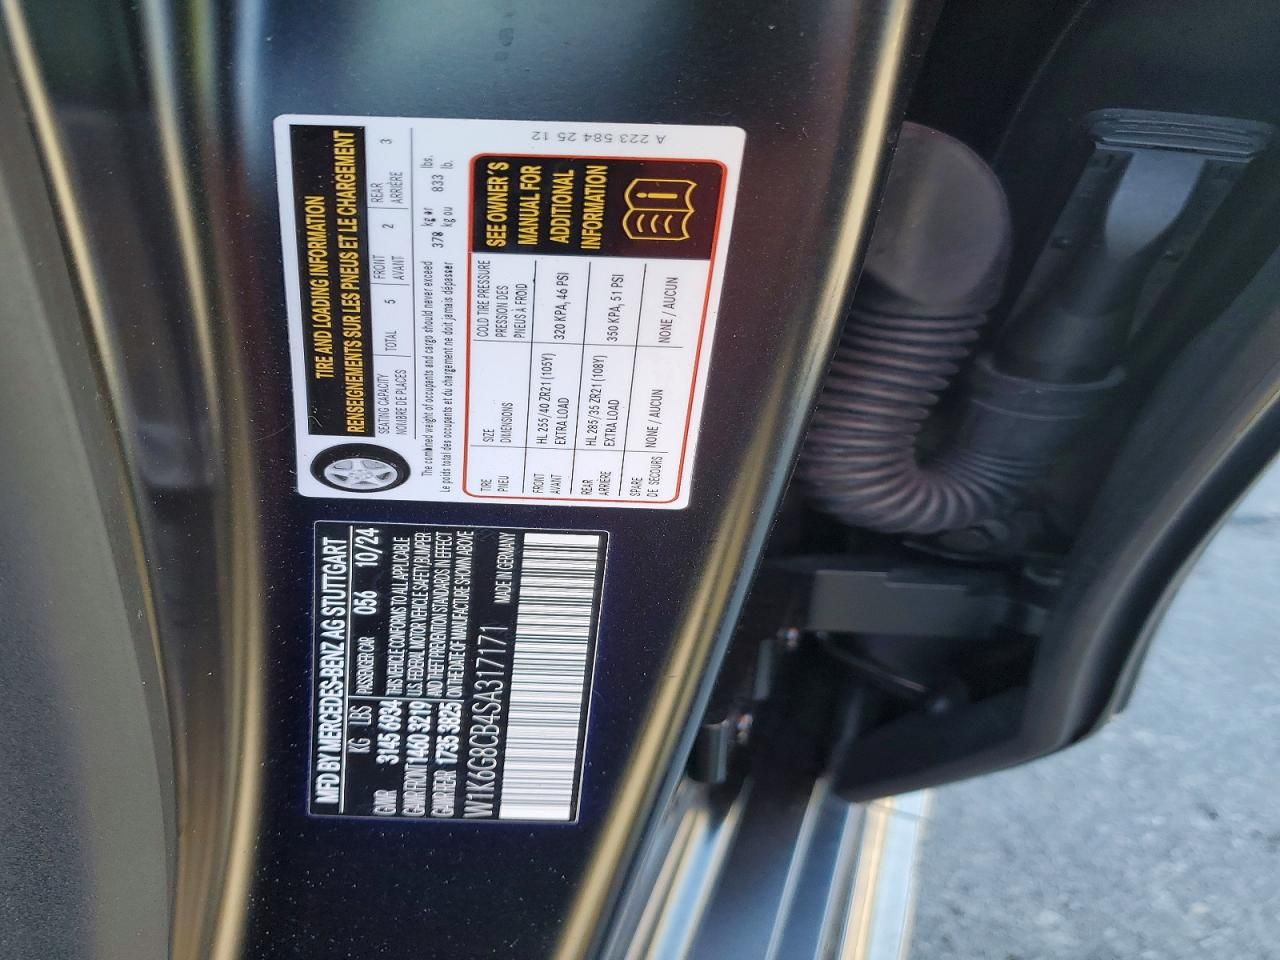 TIRE AND LOADING INFORMATION
RENSEIGNEMENTS SUR LES PNEUS ET LE CHARGEMENT
SEATING CAPACITY TOTAL 5 FRONT 2 REAR 3
NOMBRE DE PLACES AVANT ARRIÈRE
The combined weight of occupants and cargo should never exceed 378 kg or 833 lbs.
Le poids total des occupants et du chargement ne doit jamais dépasser kg ou lb.
TIRE SIZE COLD TIRE PRESSURE
PNEU DIMENSIONS PRESSION DES
PNEUS À FROID
FRONT HL 255/40 ZR21 (105Y) 320 KPA, 46 PSI
AVANT EXTRA LOAD
REAR HL 285/35 ZR21 (108Y) 350 KPA, 51 PSI
ARRIÈRE EXTRA LOAD
SPARE NONE / AUCUN NONE / AUCUN
DE SECOURS
SEE OWNER'S
MANUAL FOR
ADDITIONAL
INFORMATION
A 223 584 25 12
MFD BY MERCEDES-BENZ AG STUTTGART
KG LBS PASSENGER CAR 056 10/24
GVWR 3145 6934 THIS VEHICLE CONFORMS TO ALL APPLICABLE
GAWR FRONT 1460 3219 U.S. FEDERAL MOTOR VEHICLE SAFETY, BUMPER
GAWR REAR 1735 3825 AND THEFT PREVENTION STANDARDS IN EFFECT
ON THE DATE OF MANUFACTURE SHOWN ABOVE
W1K6G8CB4SA317171 MADE IN GERMANY